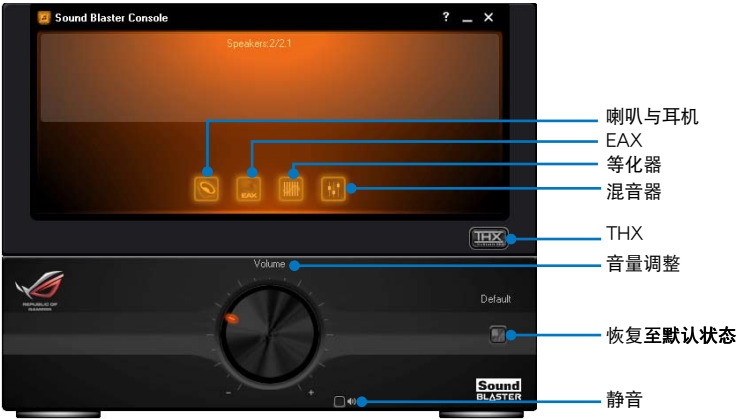 Sound Blaster Console
? _ ×
Speakers:2/2.1
喇叭与耳机
EAX
等化器
混音器
EAX
THX
THX
Volume
音量调整
REPUBLIC OF
GAMERS
Default
恢复至默认状态
- +
Sound
BLASTER
静音